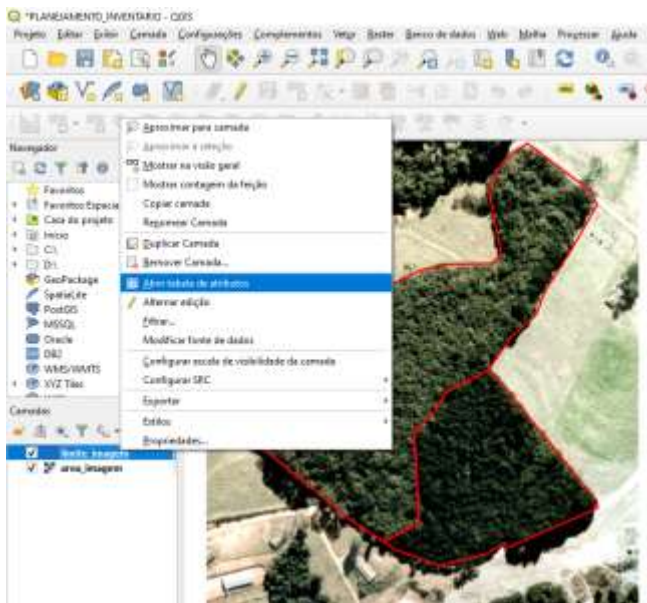 *PLANEJAMENTO_INVENTARIO - QGIS
Projeto Editar Exibir Camada Configurações Complementos Vetor Raster Banco de dados Web Malha Processar Ajuda
Navegador
Favoritos
Favoritos Espaciais
Casa do projeto
Início
C:\
D:\
GeoPackage
SpatiaLite
PostGIS
MSSQL
Oracle
DB2
WMS/WMTS
XYZ Tiles
Camadas
limite_imagem
area_imagem
Aproximar para camada
Aproximar à seleção
Mostrar na visão geral
Mostrar contagem da feição
Copiar camada
Renomear Camada
Duplicar Camada
Remover Camada...
Abrir tabela de atributos
Alternar edição
Filtrar...
Modificar fonte de dados
Configurar escala de visibilidade da camada
Configurar SRC
Exportar
Estilos
Propriedades...